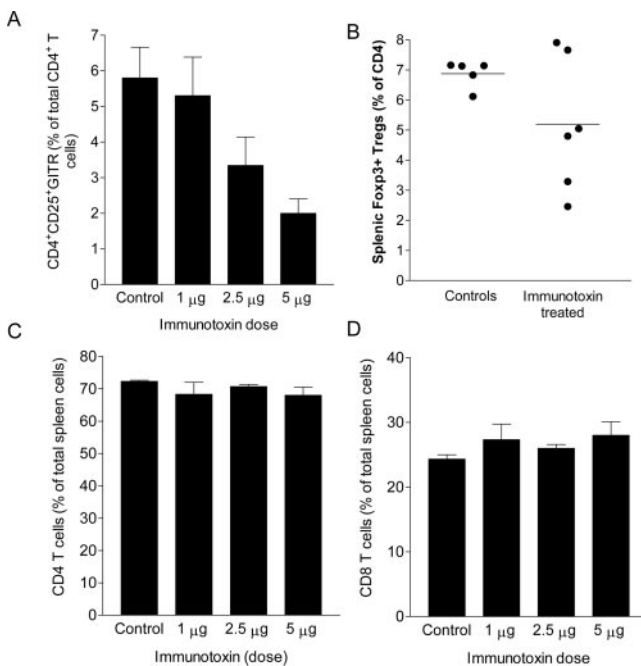 A
CD4+CD25+GITR (% of total CD4+ T
cells)
7
6
5
4
3
2
1
0
Control 1 µg 2.5 µg 5 µg
Immunotoxin dose
B
Splenic Foxp3+ Tregs (% of CD4)
8
7
6
5
4
3
2
1
0
Controls Immunotoxin
treated
C
CD4 T cells (% of total spleen cells)
80
70
60
50
40
30
20
10
0
Control 1 µg 2.5 µg 5 µg
Immunotoxin (dose)
D
CD8 T cells (% of total spleen cells)
40
30
20
10
0
Control 1 µg 2.5 µg 5 µg
Immunotoxin dose